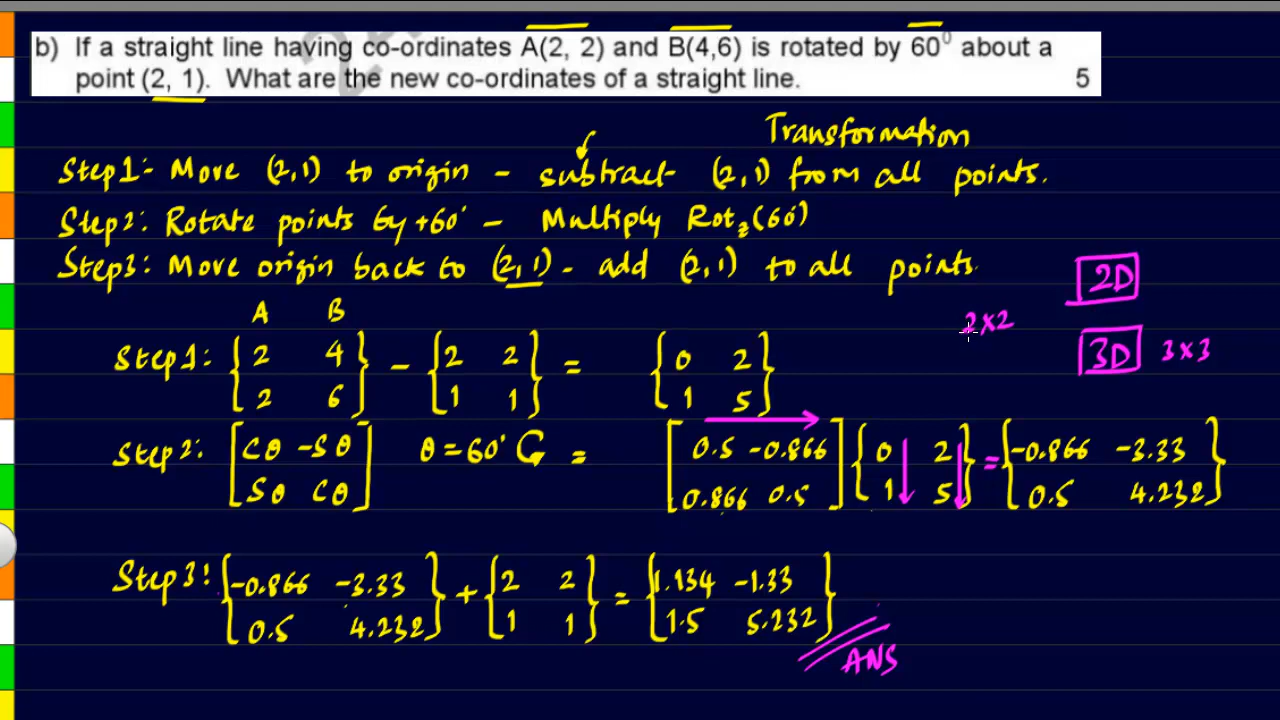 b) If a straight line having co-ordinates A(2, 2) and B(4,6) is rotated by 60⁰ about a
point (2, 1). What are the new co-ordinates of a straight line. 5
Transformation
Step1:- Move (2,1) to origin - subtract (2,1) from all points.
Step2: Rotate points by +60° - Multiply Rot_z(60°)
Step3: Move origin back to (2,1) - add (2,1) to all points.
2D
2×2
3D 3×3
A B
Step1: {2 4} - {2 2} = {0 2}
{2 6} {1 1} {1 5}
Step2: [Cθ -Sθ] θ=60° = [0.5 -0.866] {0 2} = {-0.866 -3.33}
[Sθ Cθ] [0.866 0.5] {1 5} {0.5 4.232}
Step3: {-0.866 -3.33} + {2 2} = {1.134 -1.33}
{0.5 4.232} {1 1} {1.5 5.232}
ANS